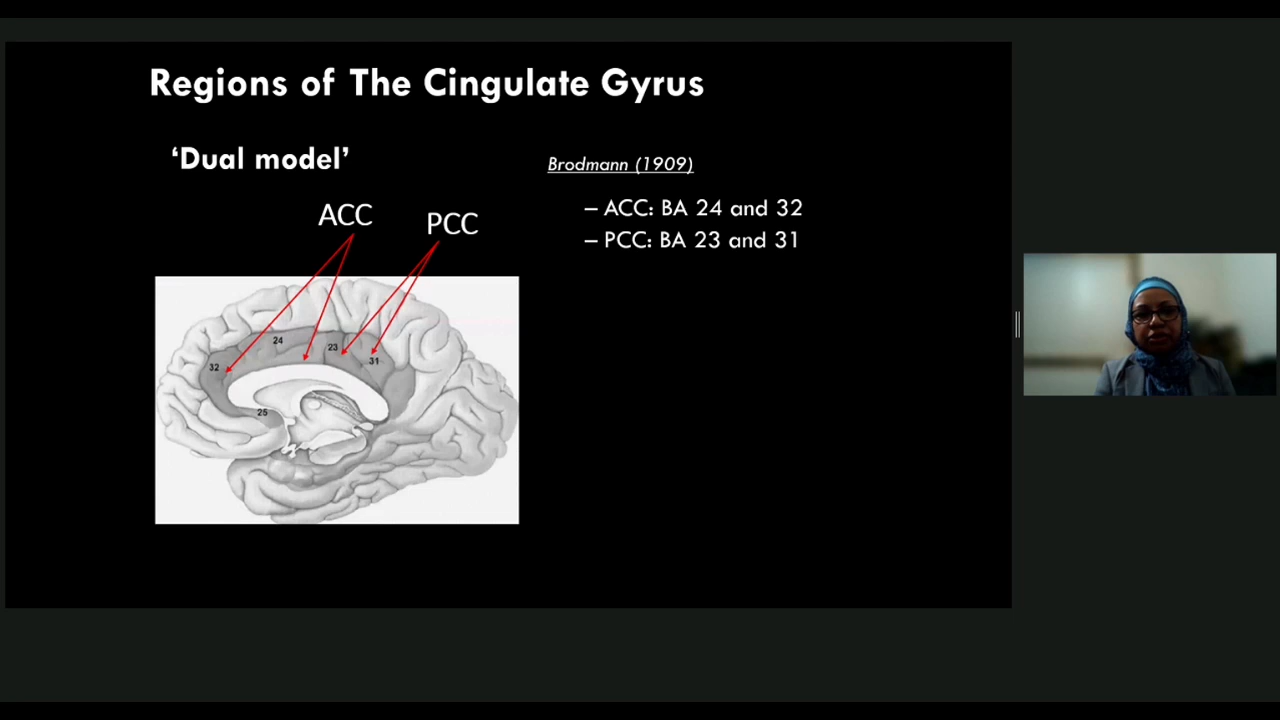 Regions of The Cingulate Gyrus
‘Dual model’
Brodmann (1909)
– ACC: BA 24 and 32
– PCC: BA 23 and 31
ACC
PCC
24
23
31
32
25